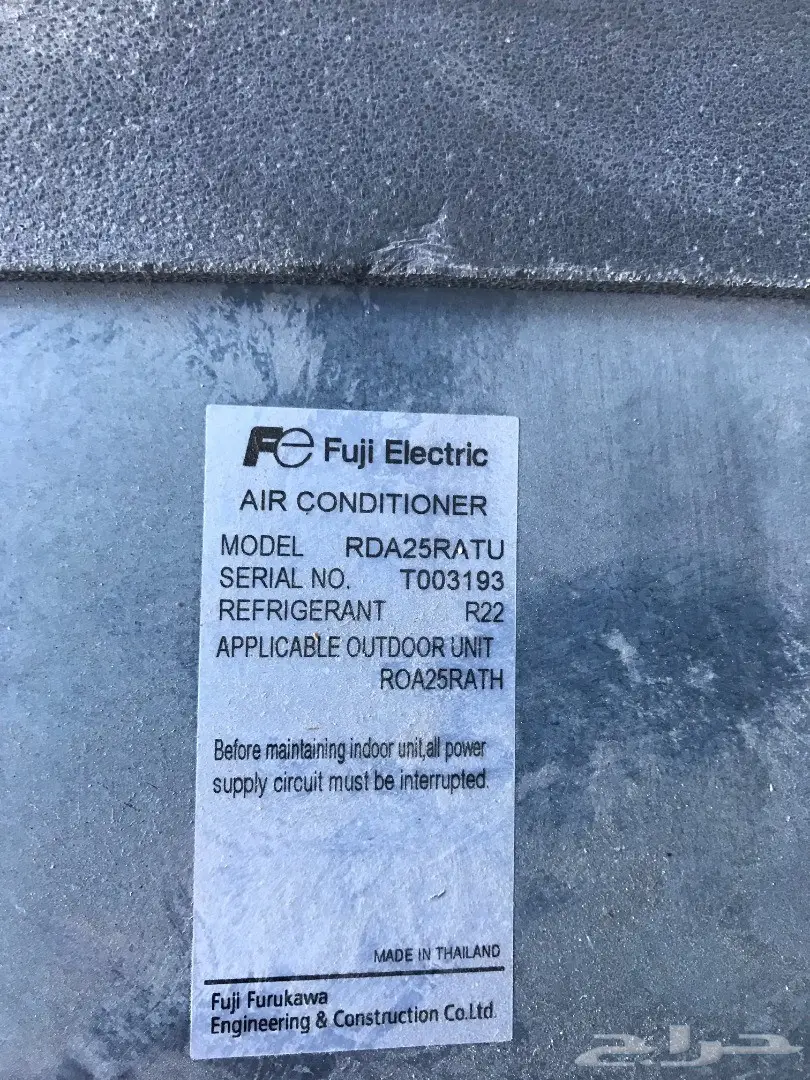 Fe Fuji Electric
AIR CONDITIONER
MODEL RDA25RATU
SERIAL NO. T003193
REFRIGERANT R22
APPLICABLE OUTDOOR UNIT
ROA25RATH
Before maintaining indoor unit,all power
supply circuit must be interrupted.
MADE IN THAILAND
Fuji Furukawa
Engineering & Construction Co.Ltd.
حراج